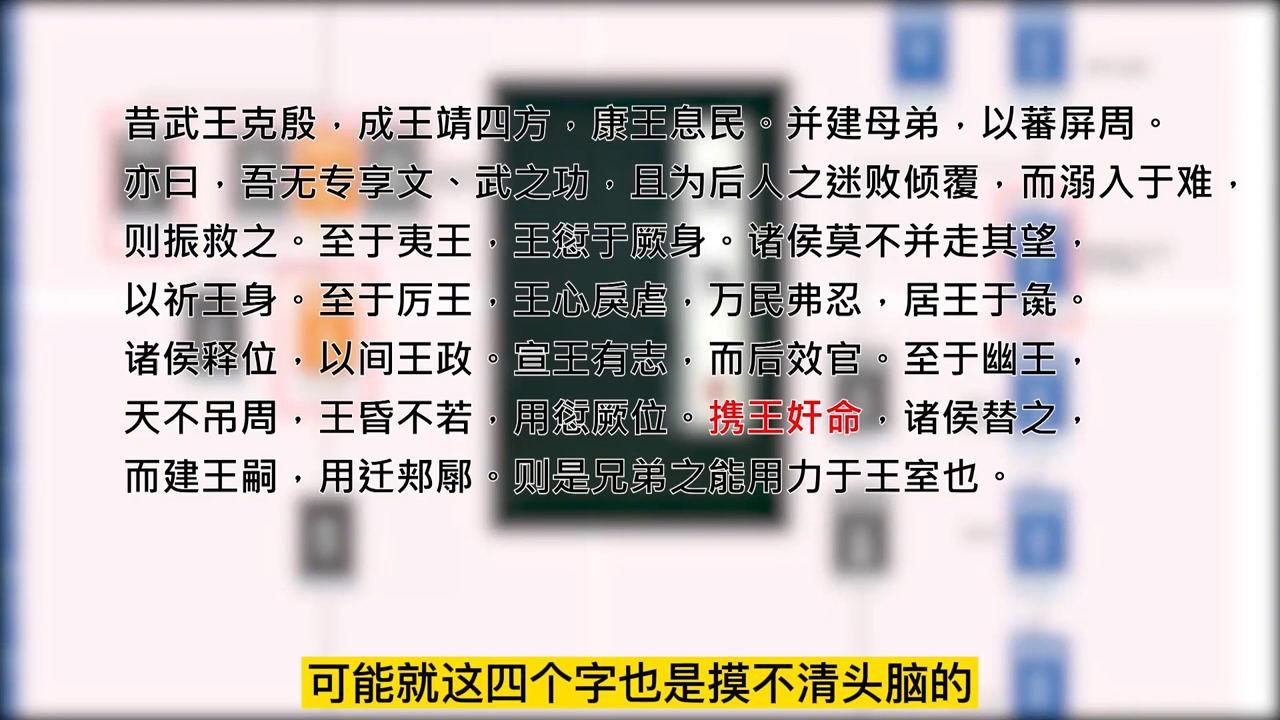 昔武王克殷，成王靖四方，康王息民。并建母弟，以蕃屏周。
亦曰，吾无专享文、武之功，且为后人之迷败倾覆，而溺入于难，
则振救之。至于夷王，王愆于厥身。诸侯莫不并走其望，
以祈王身。至于厉王，王心戾虐，万民弗忍，居王于彘。
诸侯释位，以间王政。宣王有志，而后效官。至于幽王，
天不吊周，王昏不若，用愆厥位。携王奸命，诸侯替之，
而建王嗣，用迁郏鄏。则是兄弟之能用力于王室也。
可能就这四个字也是摸不清头脑的